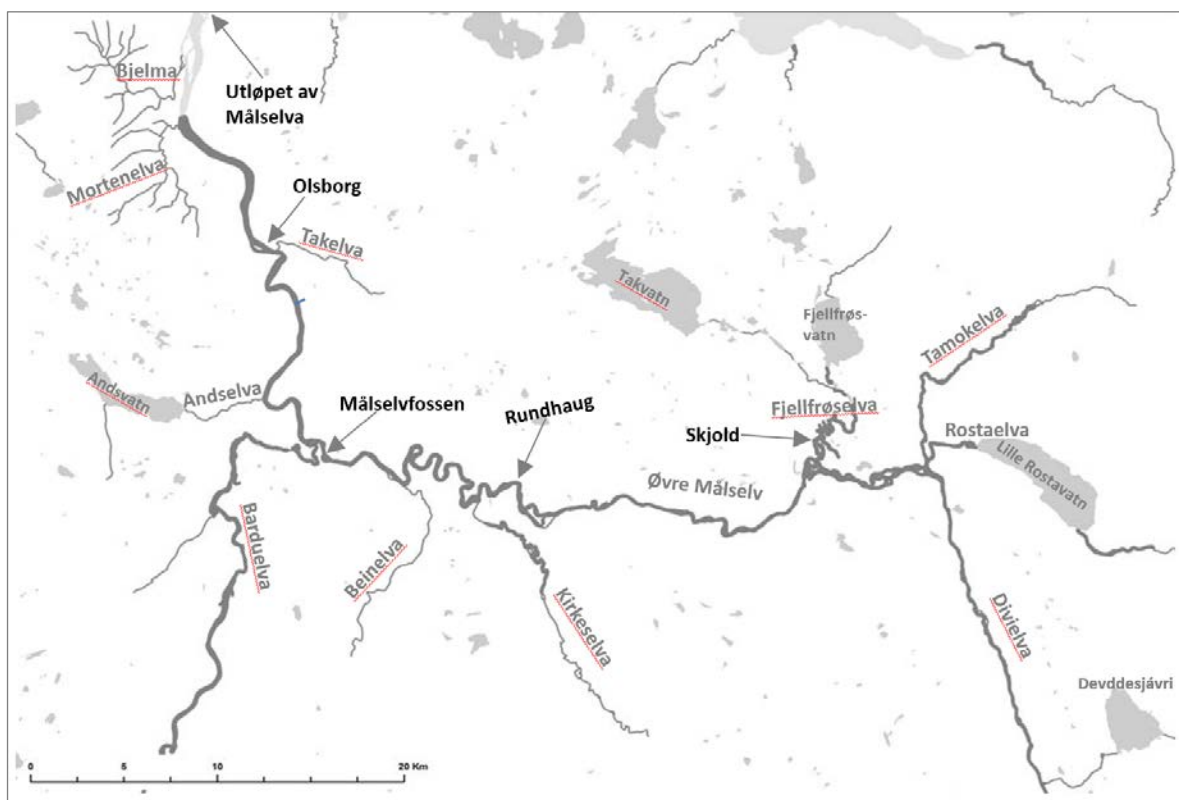 Bjelma
Utløpet av
Målselva
Mortenelva
Olsborg
Takelva
Takvatn
Fjellfrøs-
vatn
Tamokelva
Andsvatn
Andselva
Målselvfossen
Rundhaug
Fjellfrøselva
Skjold
Rostaelva
Lille Rostavatn
Øvre Målselv
Barduelva
Beinelva
Kirkeselva
Divielva
Devddesjávri
0 5 10 20 Km